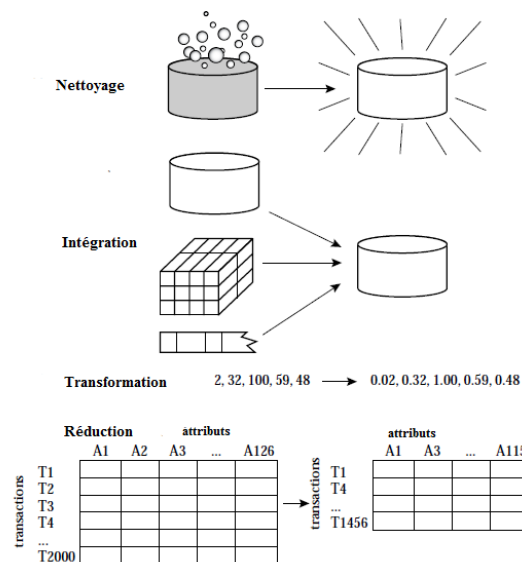 Nettoyage
Intégration
Transformation 2, 32, 100, 59, 48 0.02, 0.32, 1.00, 0.59, 0.48
Réduction attributs
A1 A2 A3 ... A126
transactions
T1
T2
T3
T4
...
T2000
attributs
A1 A3 ... A115
transactions
T1
T4
...
T1456